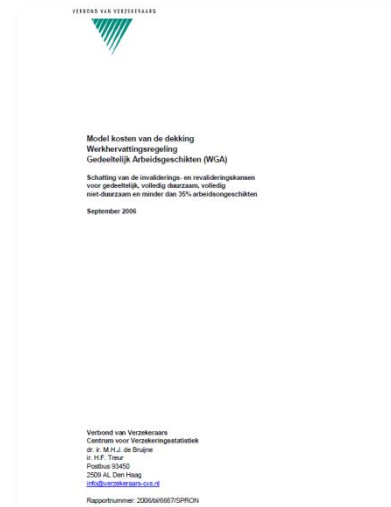 VERBOND VAN VERZEKERAARS
Model kosten van de dekking
Werkhervattingsregeling
Gedeeltelijk Arbeidsgeschikten (WGA)
Schatting van de invaliderings- en revalideringskansen
voor gedeeltelijk, volledig duurzaam, volledig
niet-duurzaam en minder dan 35% arbeidsongeschikten
September 2006
Verbond van Verzekeraars
Centrum voor Verzekeringsstatistiek
dr. ir. M.H.J. de Bruijne
ir. H.F. Treur
Postbus 93450
2509 AL Den Haag
info@verzekeraars-cvs.nl
Rapportnummer: 2006/bl/6667/ISPRON